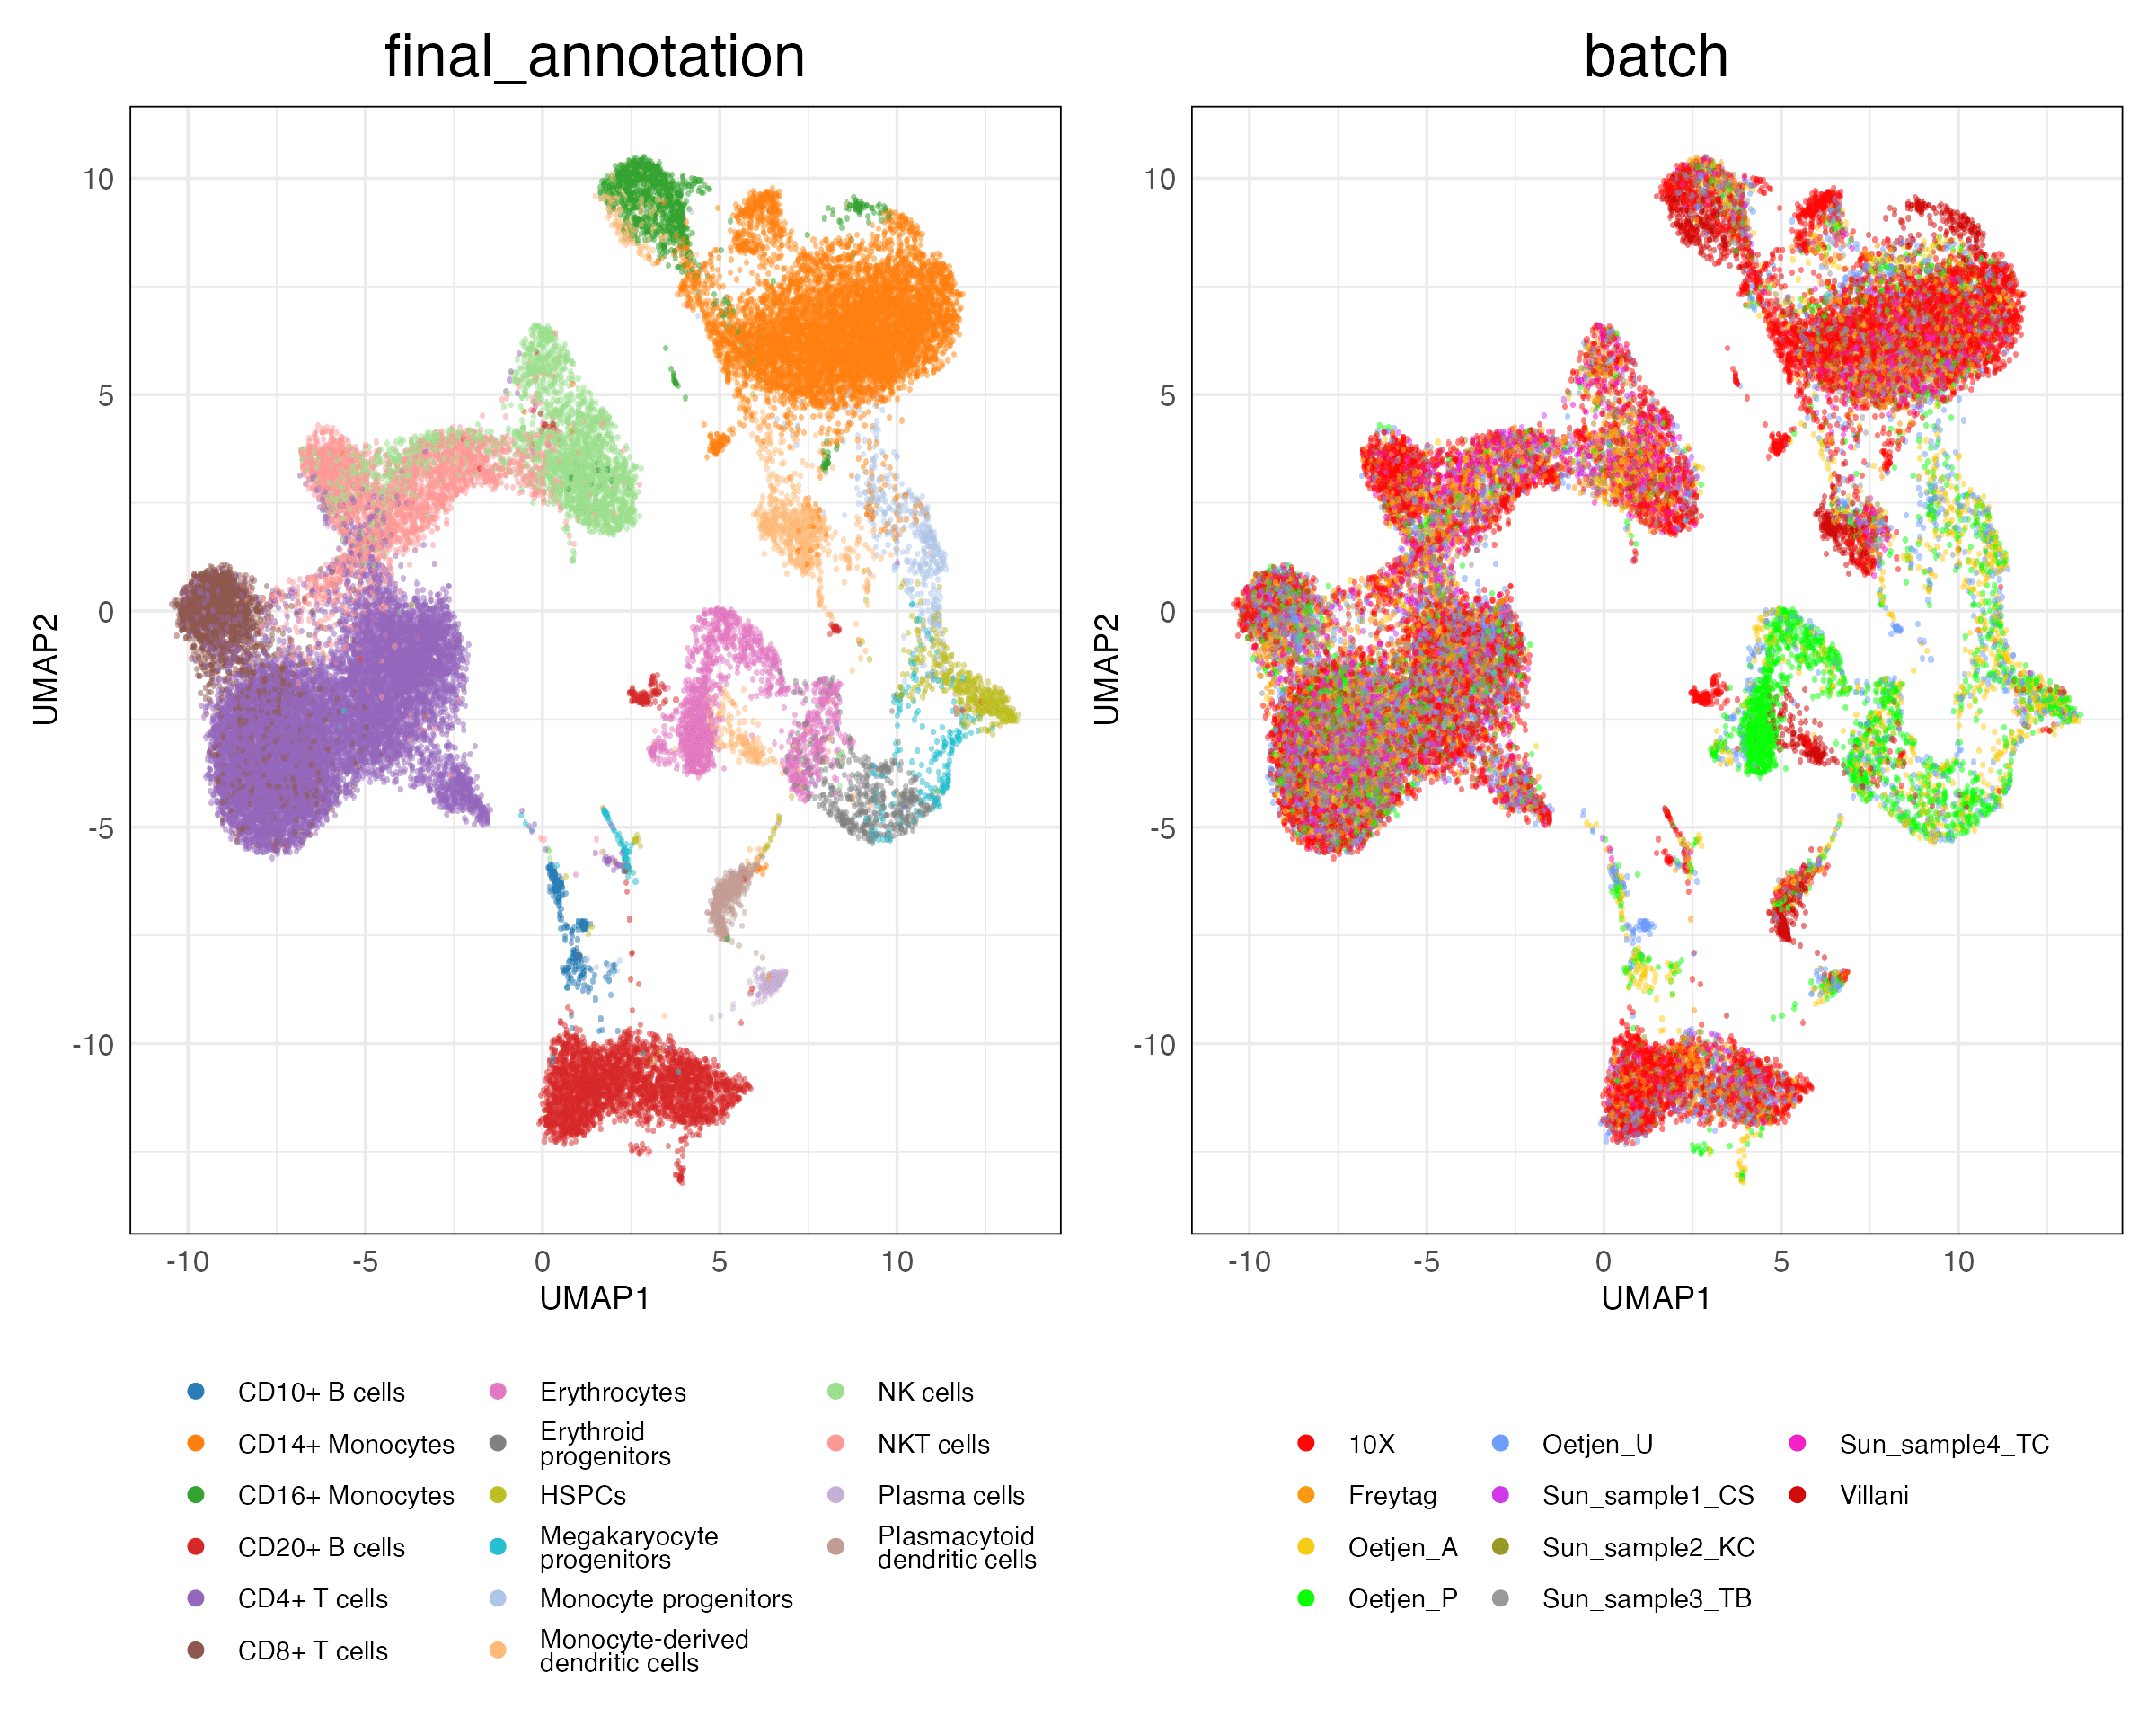 final_annotation
batch
UMAP2
10
5
0
-5
-10
-10
-5
0
5
10
UMAP1
UMAP2
10
5
0
-5
-10
-10
-5
0
5
10
UMAP1
CD10+ B cells
CD14+ Monocytes
CD16+ Monocytes
CD20+ B cells
CD4+ T cells
CD8+ T cells
Erythrocytes
Erythroid
progenitors
HSPCs
Megakaryocyte
progenitors
Monocyte progenitors
Monocyte-derived
dendritic cells
NK cells
NKT cells
Plasma cells
Plasmacytoid
dendritic cells
10X
Freytag
Oetjen_A
Oetjen_P
Oetjen_U
Sun_sample1_CS
Sun_sample2_KC
Sun_sample3_TB
Sun_sample4_TC
Villani